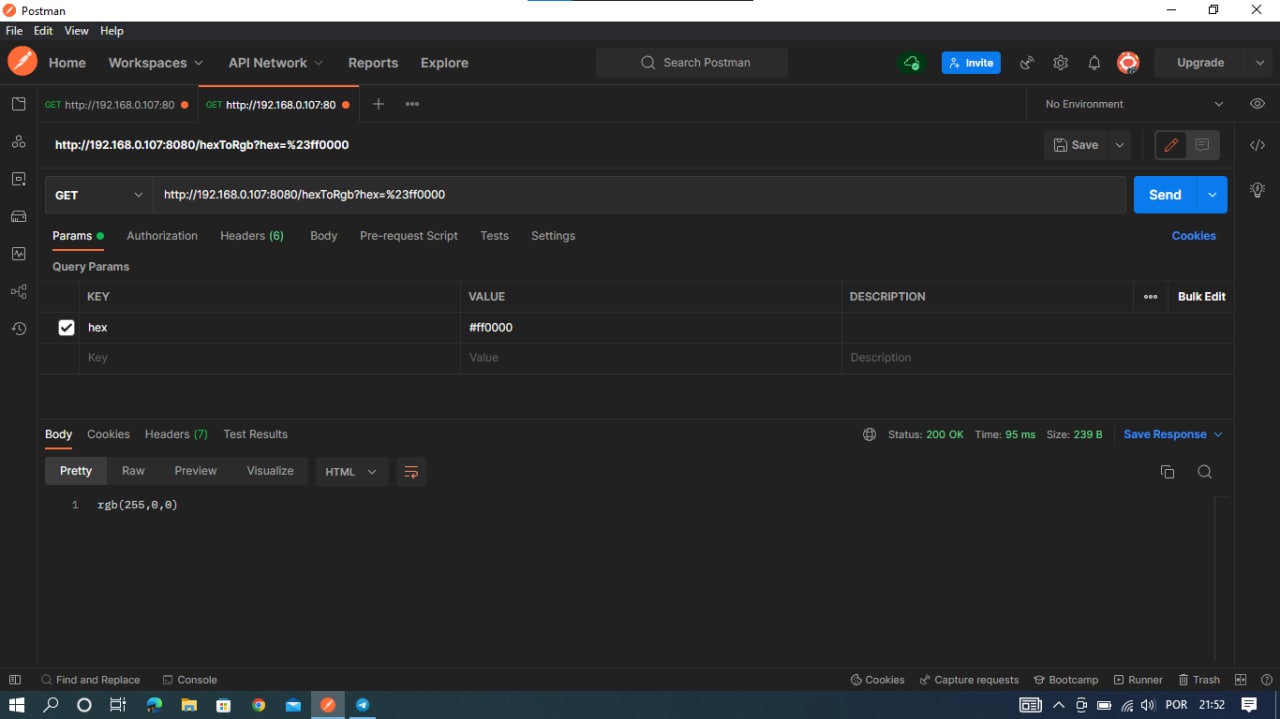 Postman
File Edit View Help
Home Workspaces API Network Reports Explore Search Postman Invite Upgrade
GET http://192.168.0.107:80 GET http://192.168.0.107:80 No Environment
http://192.168.0.107:8080/hexToRgb?hex=%23ff0000 Save
GET http://192.168.0.107:8080/hexToRgb?hex=%23ff0000 Send
Params Authorization Headers (6) Body Pre-request Script Tests Settings Cookies
Query Params
KEY VALUE DESCRIPTION Bulk Edit
hex #ff0000
Key Value Description
Body Cookies Headers (7) Test Results Status: 200 OK Time: 95 ms Size: 239 B Save Response
Pretty Raw Preview Visualize HTML
1 rgb(255,0,0)
Find and Replace Console Cookies Capture requests Bootcamp Runner Trash
POR 21:52